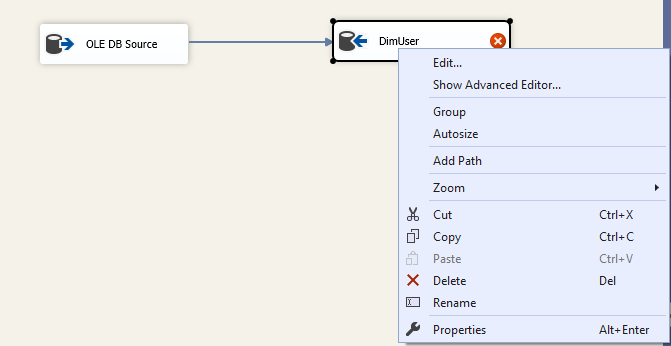 OLE DB Source
DimUser
Edit...
Show Advanced Editor...
Group
Autosize
Add Path
Zoom
Cut Ctrl+X
Copy Ctrl+C
Paste Ctrl+V
Delete Del
Rename
Properties Alt+Enter